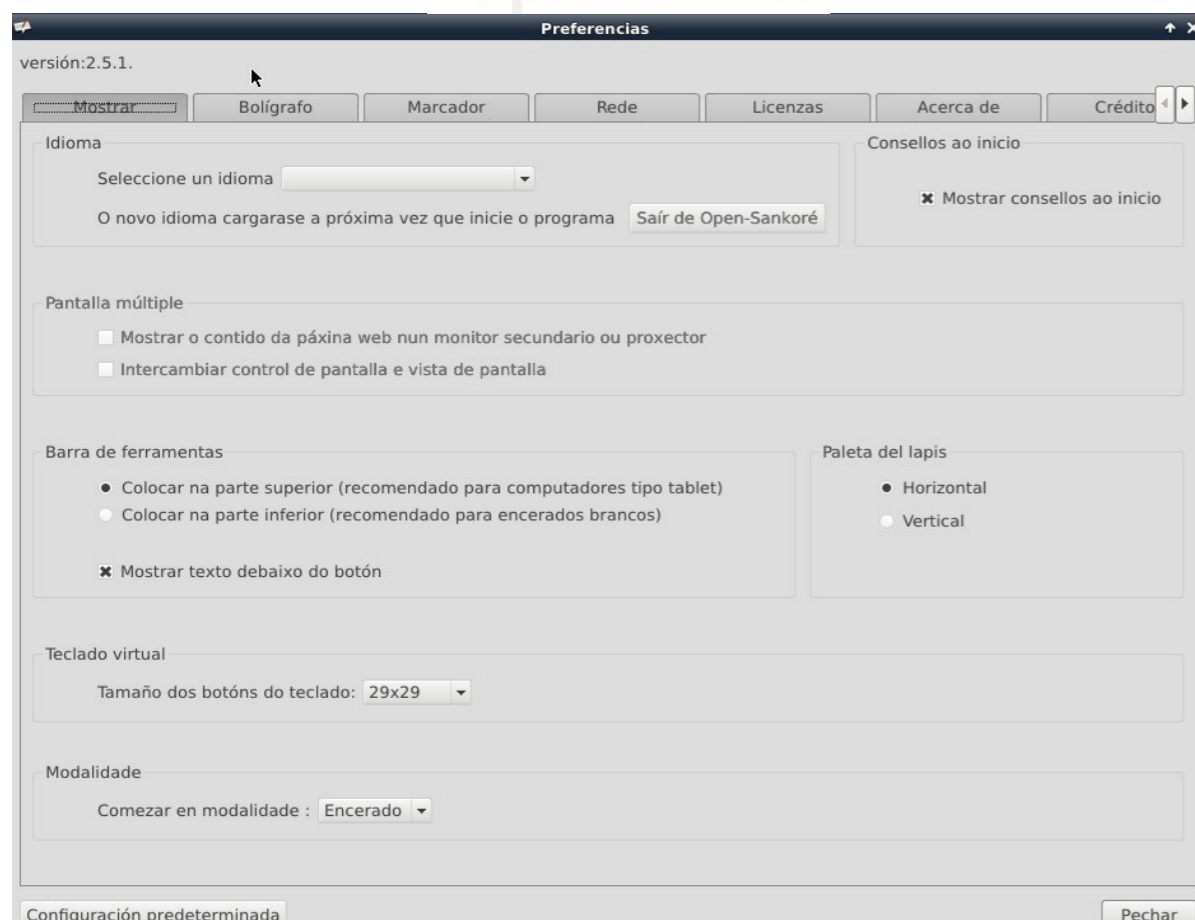 Preferencias
versión:2.5.1.
Mostrar Bolígrafo Marcador Rede Licenzas Acerca de Crédito
Idioma
Seleccione un idioma
O novo idioma cargarase a próxima vez que inicie o programa Saír de Open-Sankoré
Consellos ao inicio
Mostrar consellos ao inicio
Pantalla múltiple
Mostrar o contido da páxina web nun monitor secundario ou proxector
Intercambiar control de pantalla e vista de pantalla
Barra de ferramentas
Colocar na parte superior (recomendado para computadores tipo tablet)
Colocar na parte inferior (recomendado para encerados brancos)
Mostrar texto debaixo do botón
Paleta del lapis
Horizontal
Vertical
Teclado virtual
Tamaño dos botóns do teclado: 29x29
Modalidade
Comezar en modalidade : Encerado
Configuración predeterminada Pechar